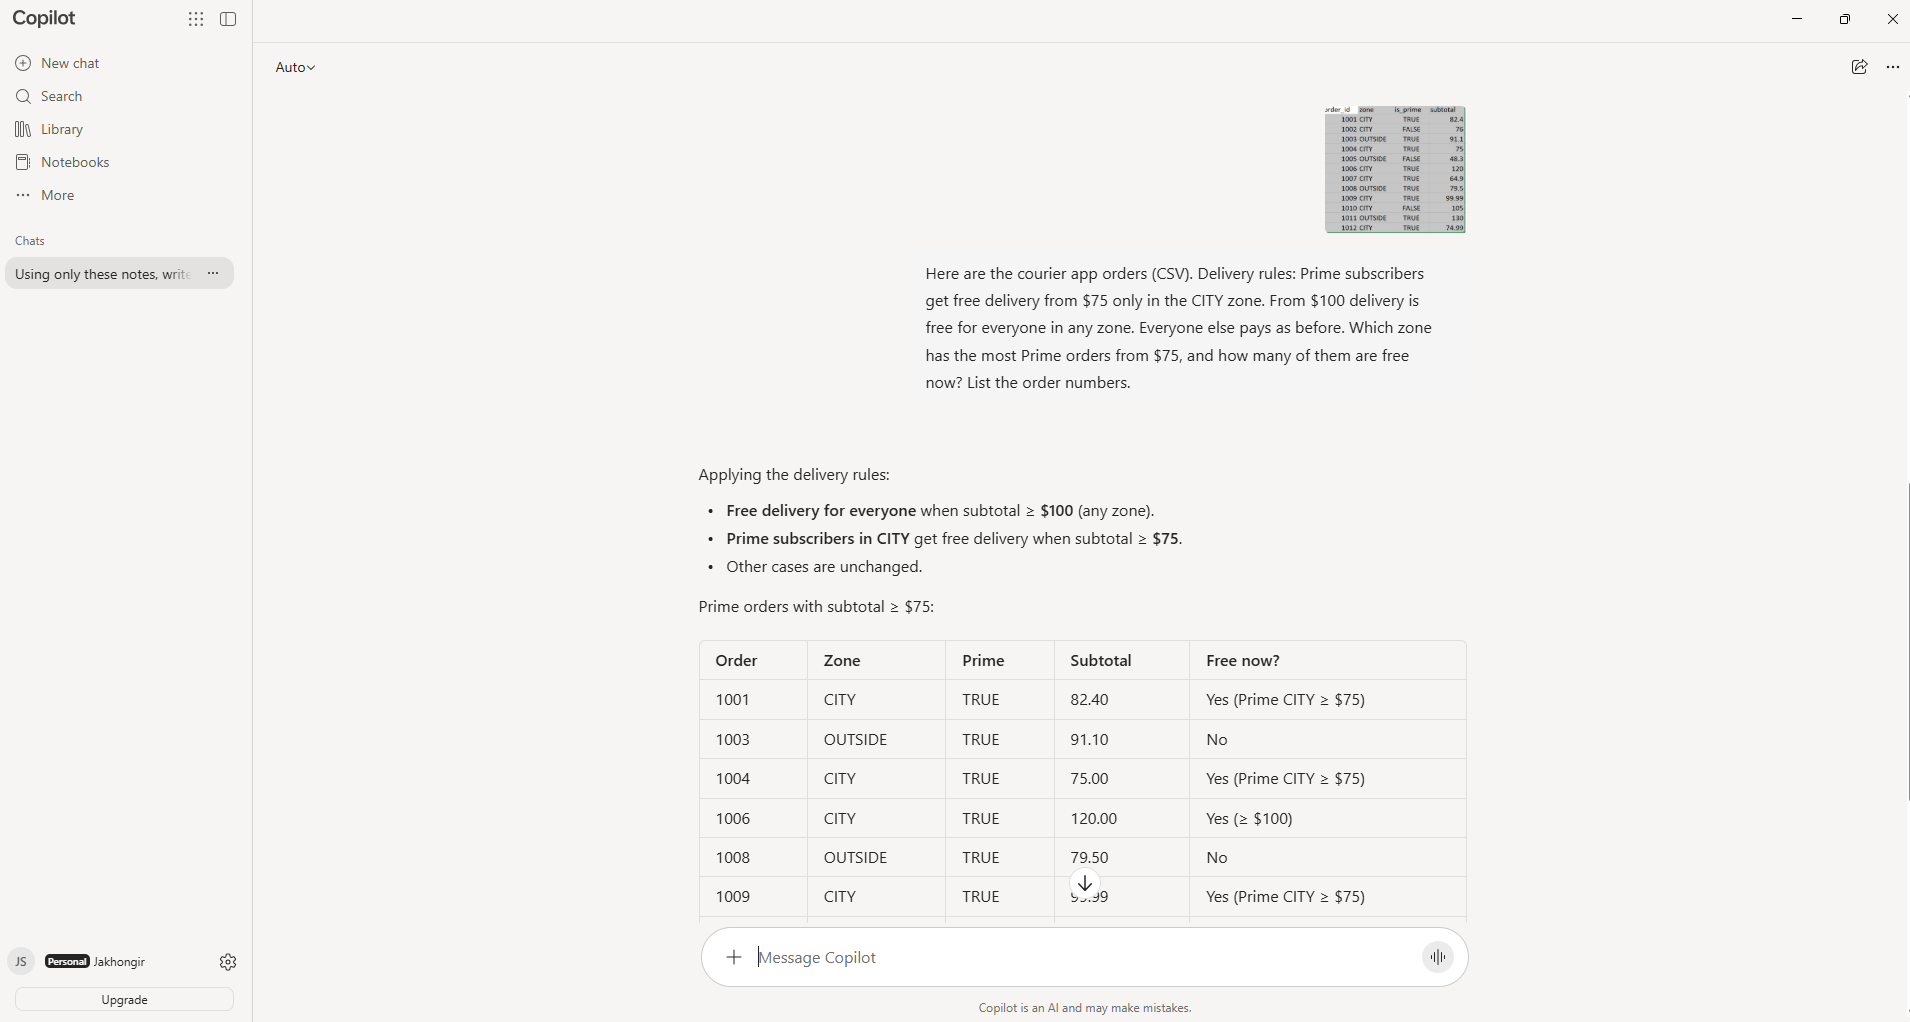 Copilot
New chat
Search
Library
Notebooks
More
Chats
Using only these notes, write
JS Personal Jakhongir
Upgrade
Auto
order_id zone is_prime subtotal
1001 CITY TRUE 82.4
1002 CITY FALSE 76
1003 OUTSIDE TRUE 91.1
1004 CITY TRUE 75
1005 OUTSIDE FALSE 48.3
1006 CITY TRUE 120
1007 CITY TRUE 64.9
1008 OUTSIDE TRUE 79.5
1009 CITY TRUE 99.99
1010 CITY FALSE 105
1011 OUTSIDE TRUE 130
1012 CITY TRUE 74.99
Here are the courier app orders (CSV). Delivery rules: Prime subscribers
get free delivery from $75 only in the CITY zone. From $100 delivery is
free for everyone in any zone. Everyone else pays as before. Which zone
has the most Prime orders from $75, and how many of them are free
now? List the order numbers.
Applying the delivery rules:
• Free delivery for everyone when subtotal ≥ $100 (any zone).
• Prime subscribers in CITY get free delivery when subtotal ≥ $75.
• Other cases are unchanged.
Prime orders with subtotal ≥ $75:
Order Zone Prime Subtotal Free now?
1001 CITY TRUE 82.40 Yes (Prime CITY ≥ $75)
1003 OUTSIDE TRUE 91.10 No
1004 CITY TRUE 75.00 Yes (Prime CITY ≥ $75)
1006 CITY TRUE 120.00 Yes (≥ $100)
1008 OUTSIDE TRUE 79.50 No
1009 CITY TRUE 99.99 Yes (Prime CITY ≥ $75)
Message Copilot
Copilot is an AI and may make mistakes.